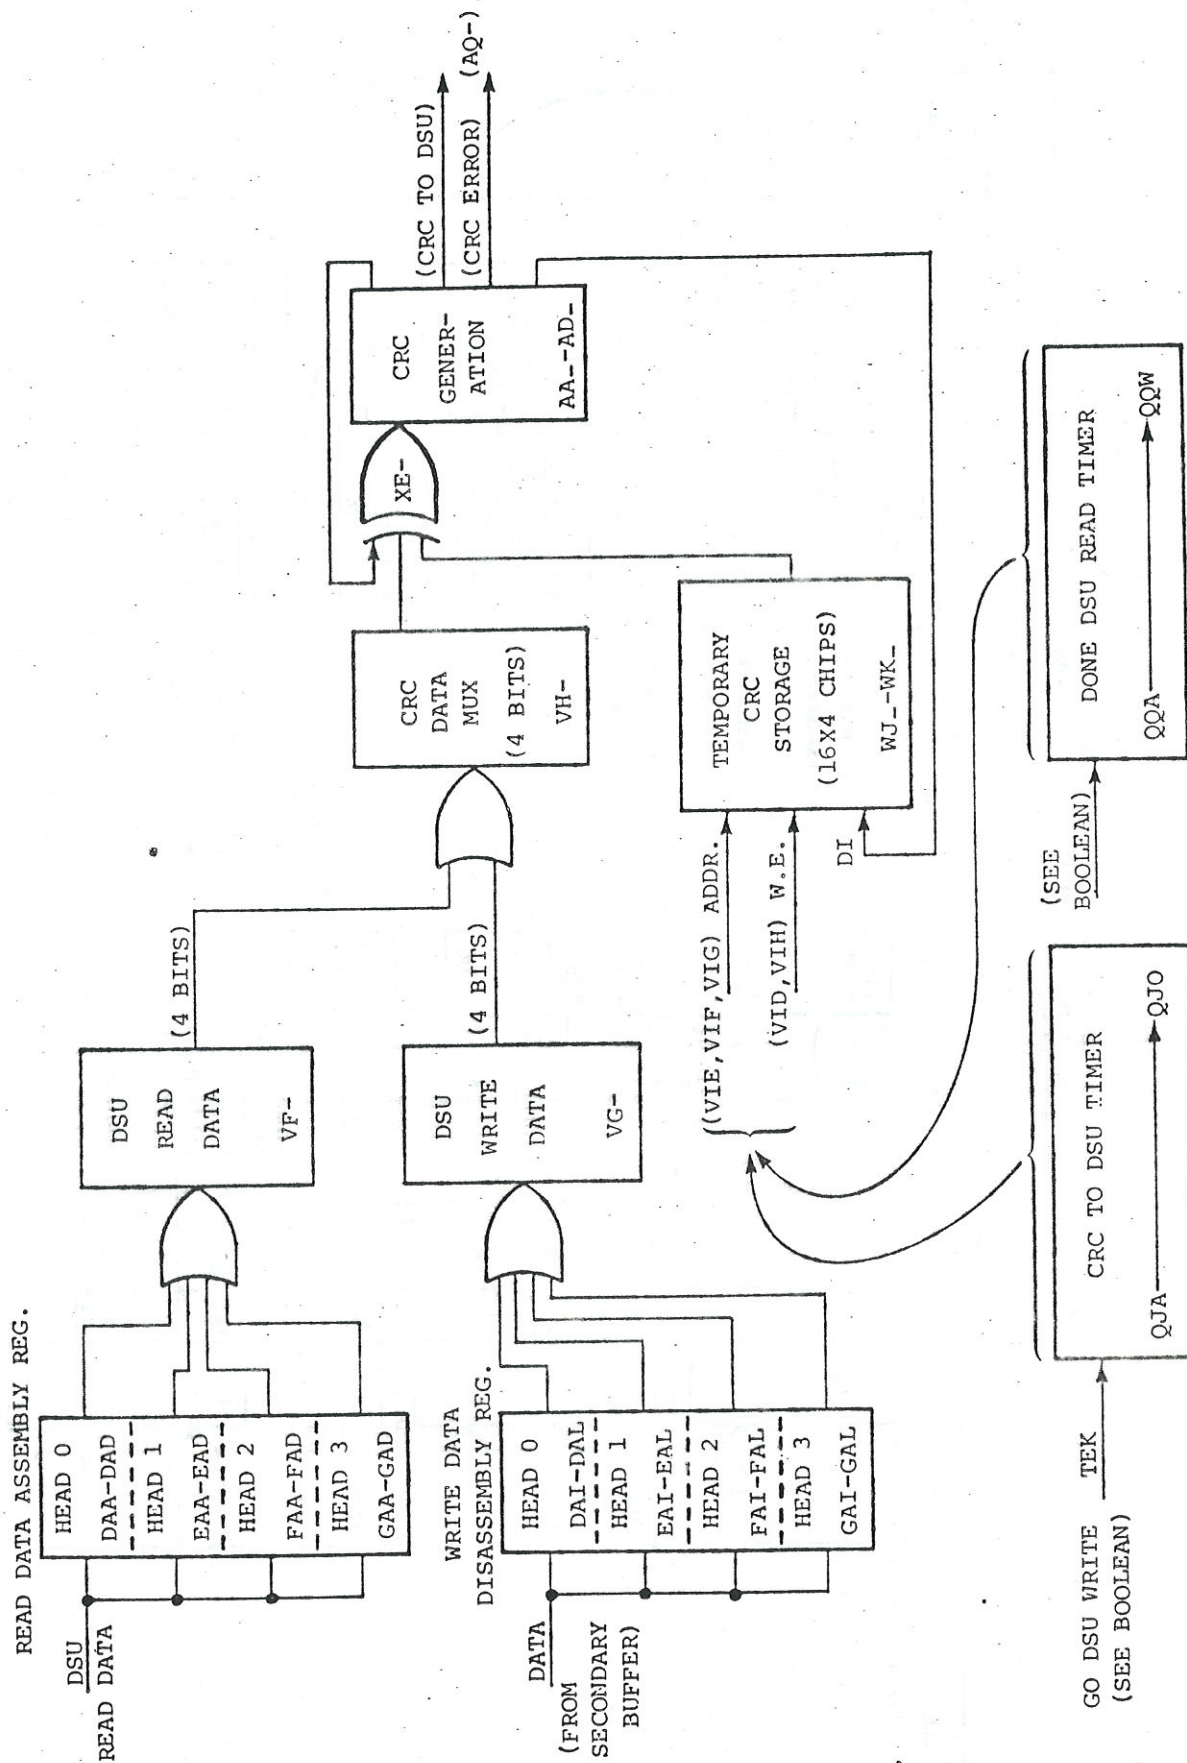 READ DATA ASSEMBLY REG.
DSU
READ DATA
HEAD 0
DAA-DAD
HEAD 1
EAA-EAD
HEAD 2
FAA-FAD
HEAD 3
GAA-GAD
DSU
READ
DATA
VF-
(4 BITS)
WRITE DATA
DISASSEMBLY REG.
DATA
(FROM
SECONDARY
BUFFER)
HEAD 0
DAI-DAL
HEAD 1
EAI-EAL
HEAD 2
FAI-FAL
HEAD 3
GAI-GAL
DSU
WRITE
DATA
VG-
(4 BITS)
CRC
DATA
MUX
(4 BITS)
VH-
XE-
CRC
GENER-
ATION
AA_-AD_
(CRC TO DSU)
(CRC ERROR)
(AQ-)
(VIE,VIF,VIG) ADDR.
(VID,VIH) W.E.
DI
TEMPORARY
CRC
STORAGE
(16X4 CHIPS)
WJ_-WK_
GO DSU WRITE TEK
(SEE BOOLEAN)
CRC TO DSU TIMER
QJA QJO
(SEE
BOOLEAN)
DONE DSU READ TIMER
QQA QQW